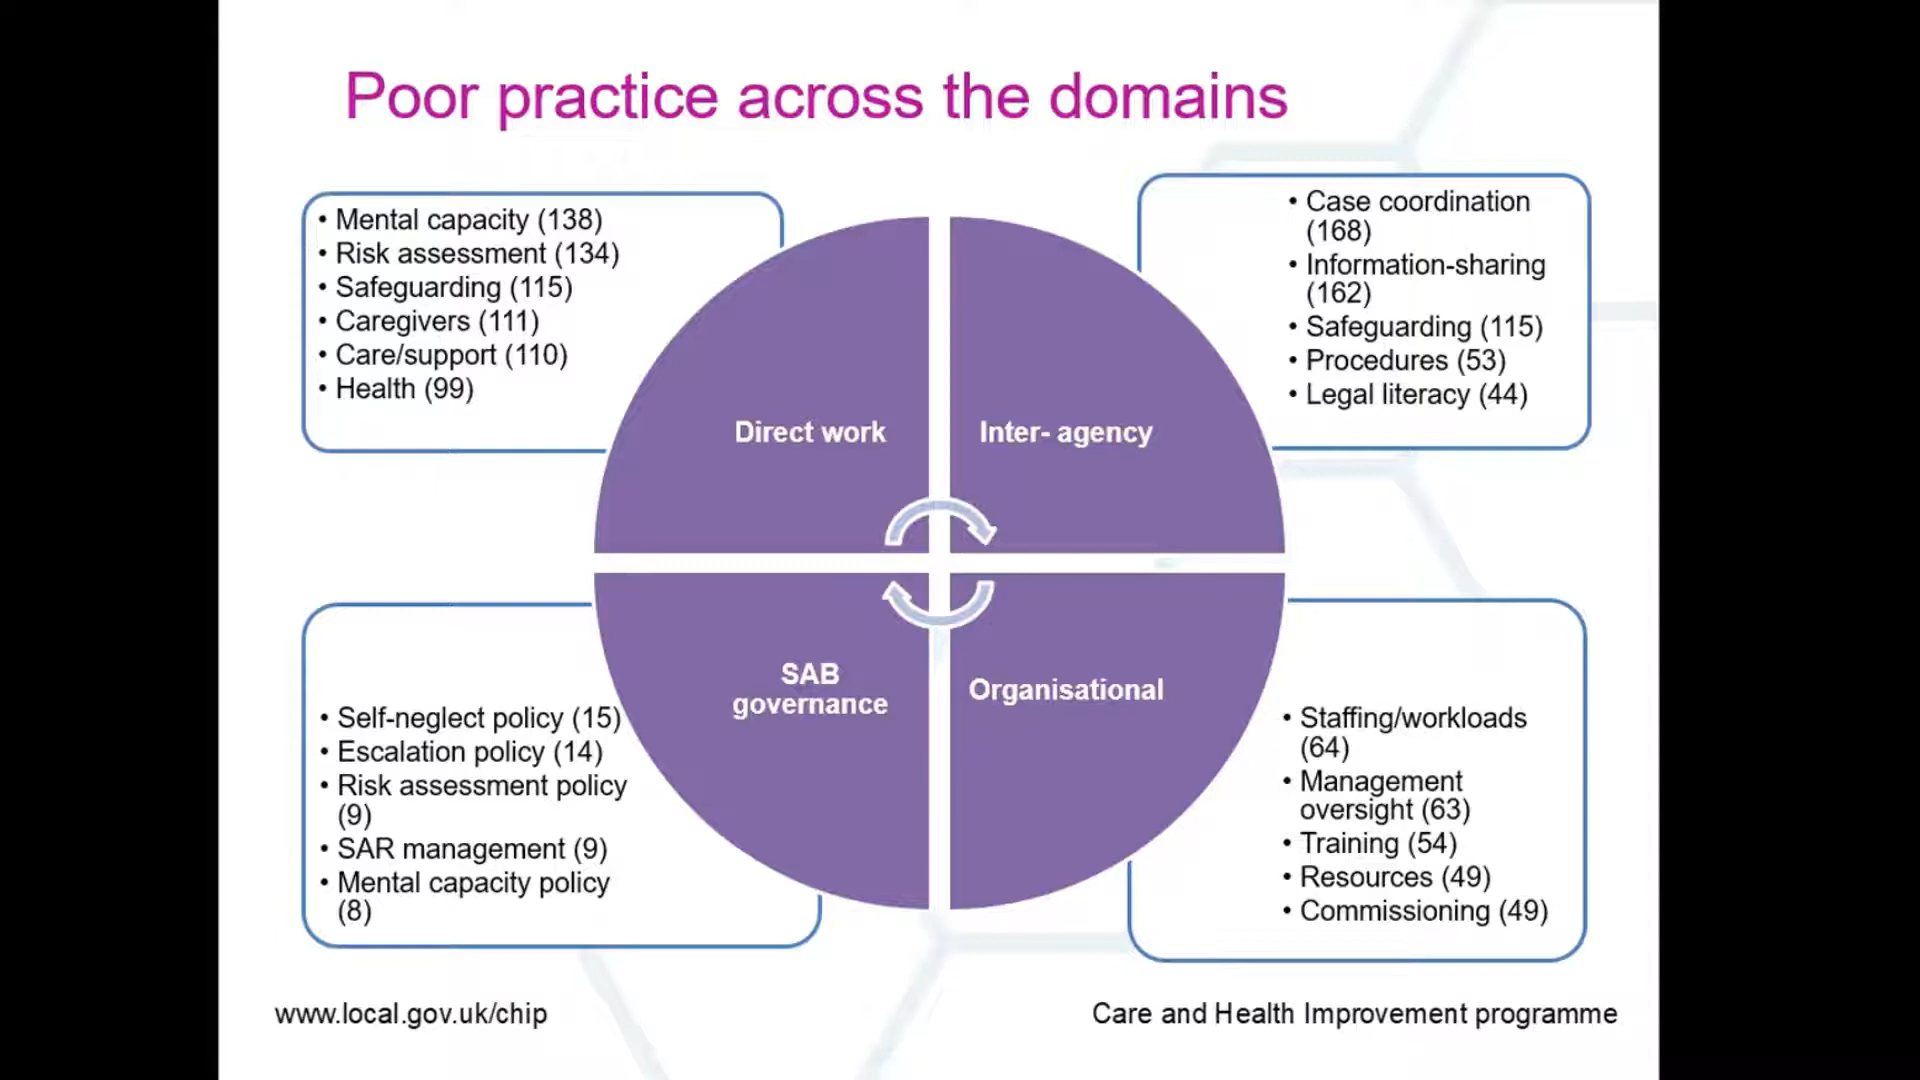 Poor practice across the domains
• Mental capacity (138)
• Risk assessment (134)
• Safeguarding (115)
• Caregivers (111)
• Care/support (110)
• Health (99)
• Case coordination
(168)
• Information-sharing
(162)
• Safeguarding (115)
• Procedures (53)
• Legal literacy (44)
Direct work
Inter- agency
SAB
governance
Organisational
• Self-neglect policy (15)
• Escalation policy (14)
• Risk assessment policy
(9)
• SAR management (9)
• Mental capacity policy
(8)
• Staffing/workloads
(64)
• Management
oversight (63)
• Training (54)
• Resources (49)
• Commissioning (49)
www.local.gov.uk/chip
Care and Health Improvement programme